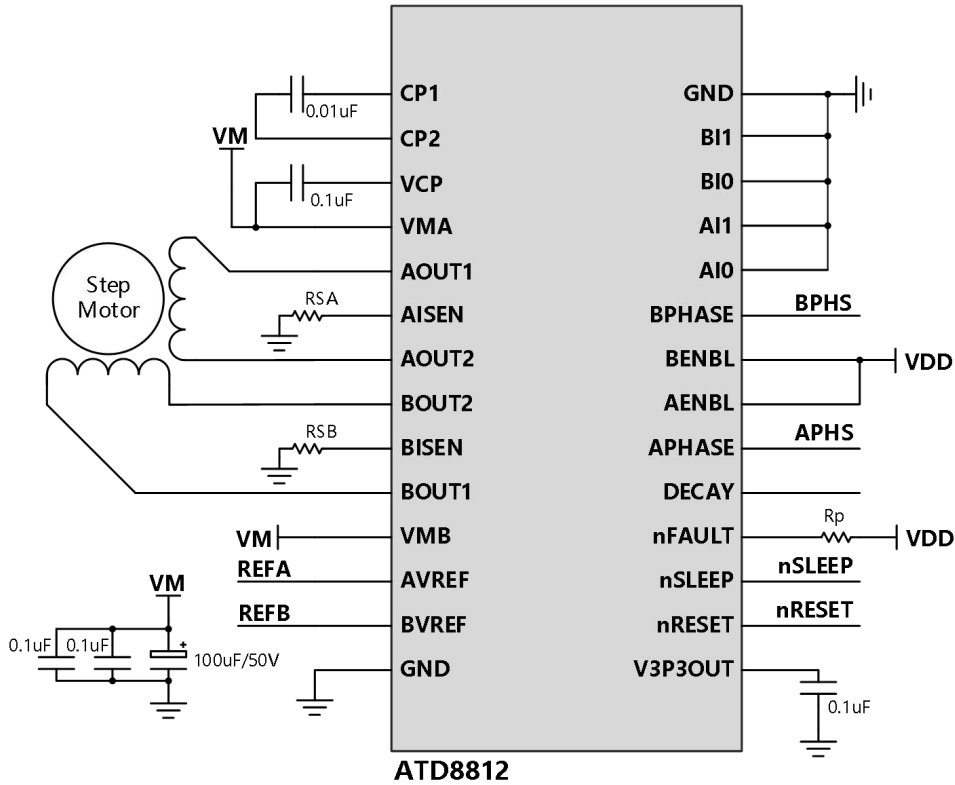 CP1
GND
0.01uF
VM
CP2
BI1
VCP
BI0
0.1uF
VMA
AI1
AOUT1
AI0
Step
Motor
RSA
AISEN
BPHASE
BPHS
AOUT2
BENBL
VDD
BOUT2
AENBL
RSB
BISEN
APHASE
APHS
BOUT1
DECAY
VM
VMB
nFAULT
Rp
VDD
REFA
AVREF
nSLEEP
nSLEEP
VM
REFB
BVREF
nRESET
nRESET
0.1uF
0.1uF
+
100uF/50V
GND
V3P3OUT
0.1uF
ATD8812